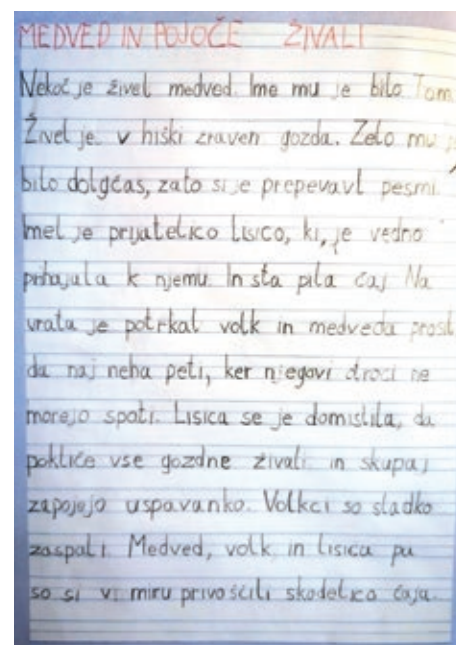 MEDVED IN POJOČE ŽIVALI
Nekoč je živel medved. Ime mu je bilo Tom.
Živel je v hiški zraven gozda. Zelo mu je
bilo dolgčas, zato si je prepevavl pesmi.
Imel je prijatelico lisico, ki, je vedno
prihajala k njemu. In sta pila čaj. Na
vrata je potrkal volk in medveda prosil
da naj neha peti, ker njegovi otroci ne
morejo spati. Lisica se je domislila, da
pokliče vse gozdne živali in skupaj
zapojejo uspavanko. Volkci so sladko
zaspali. Medved, volk in lisica pa
so si v miru privoščili skodelico čaja.